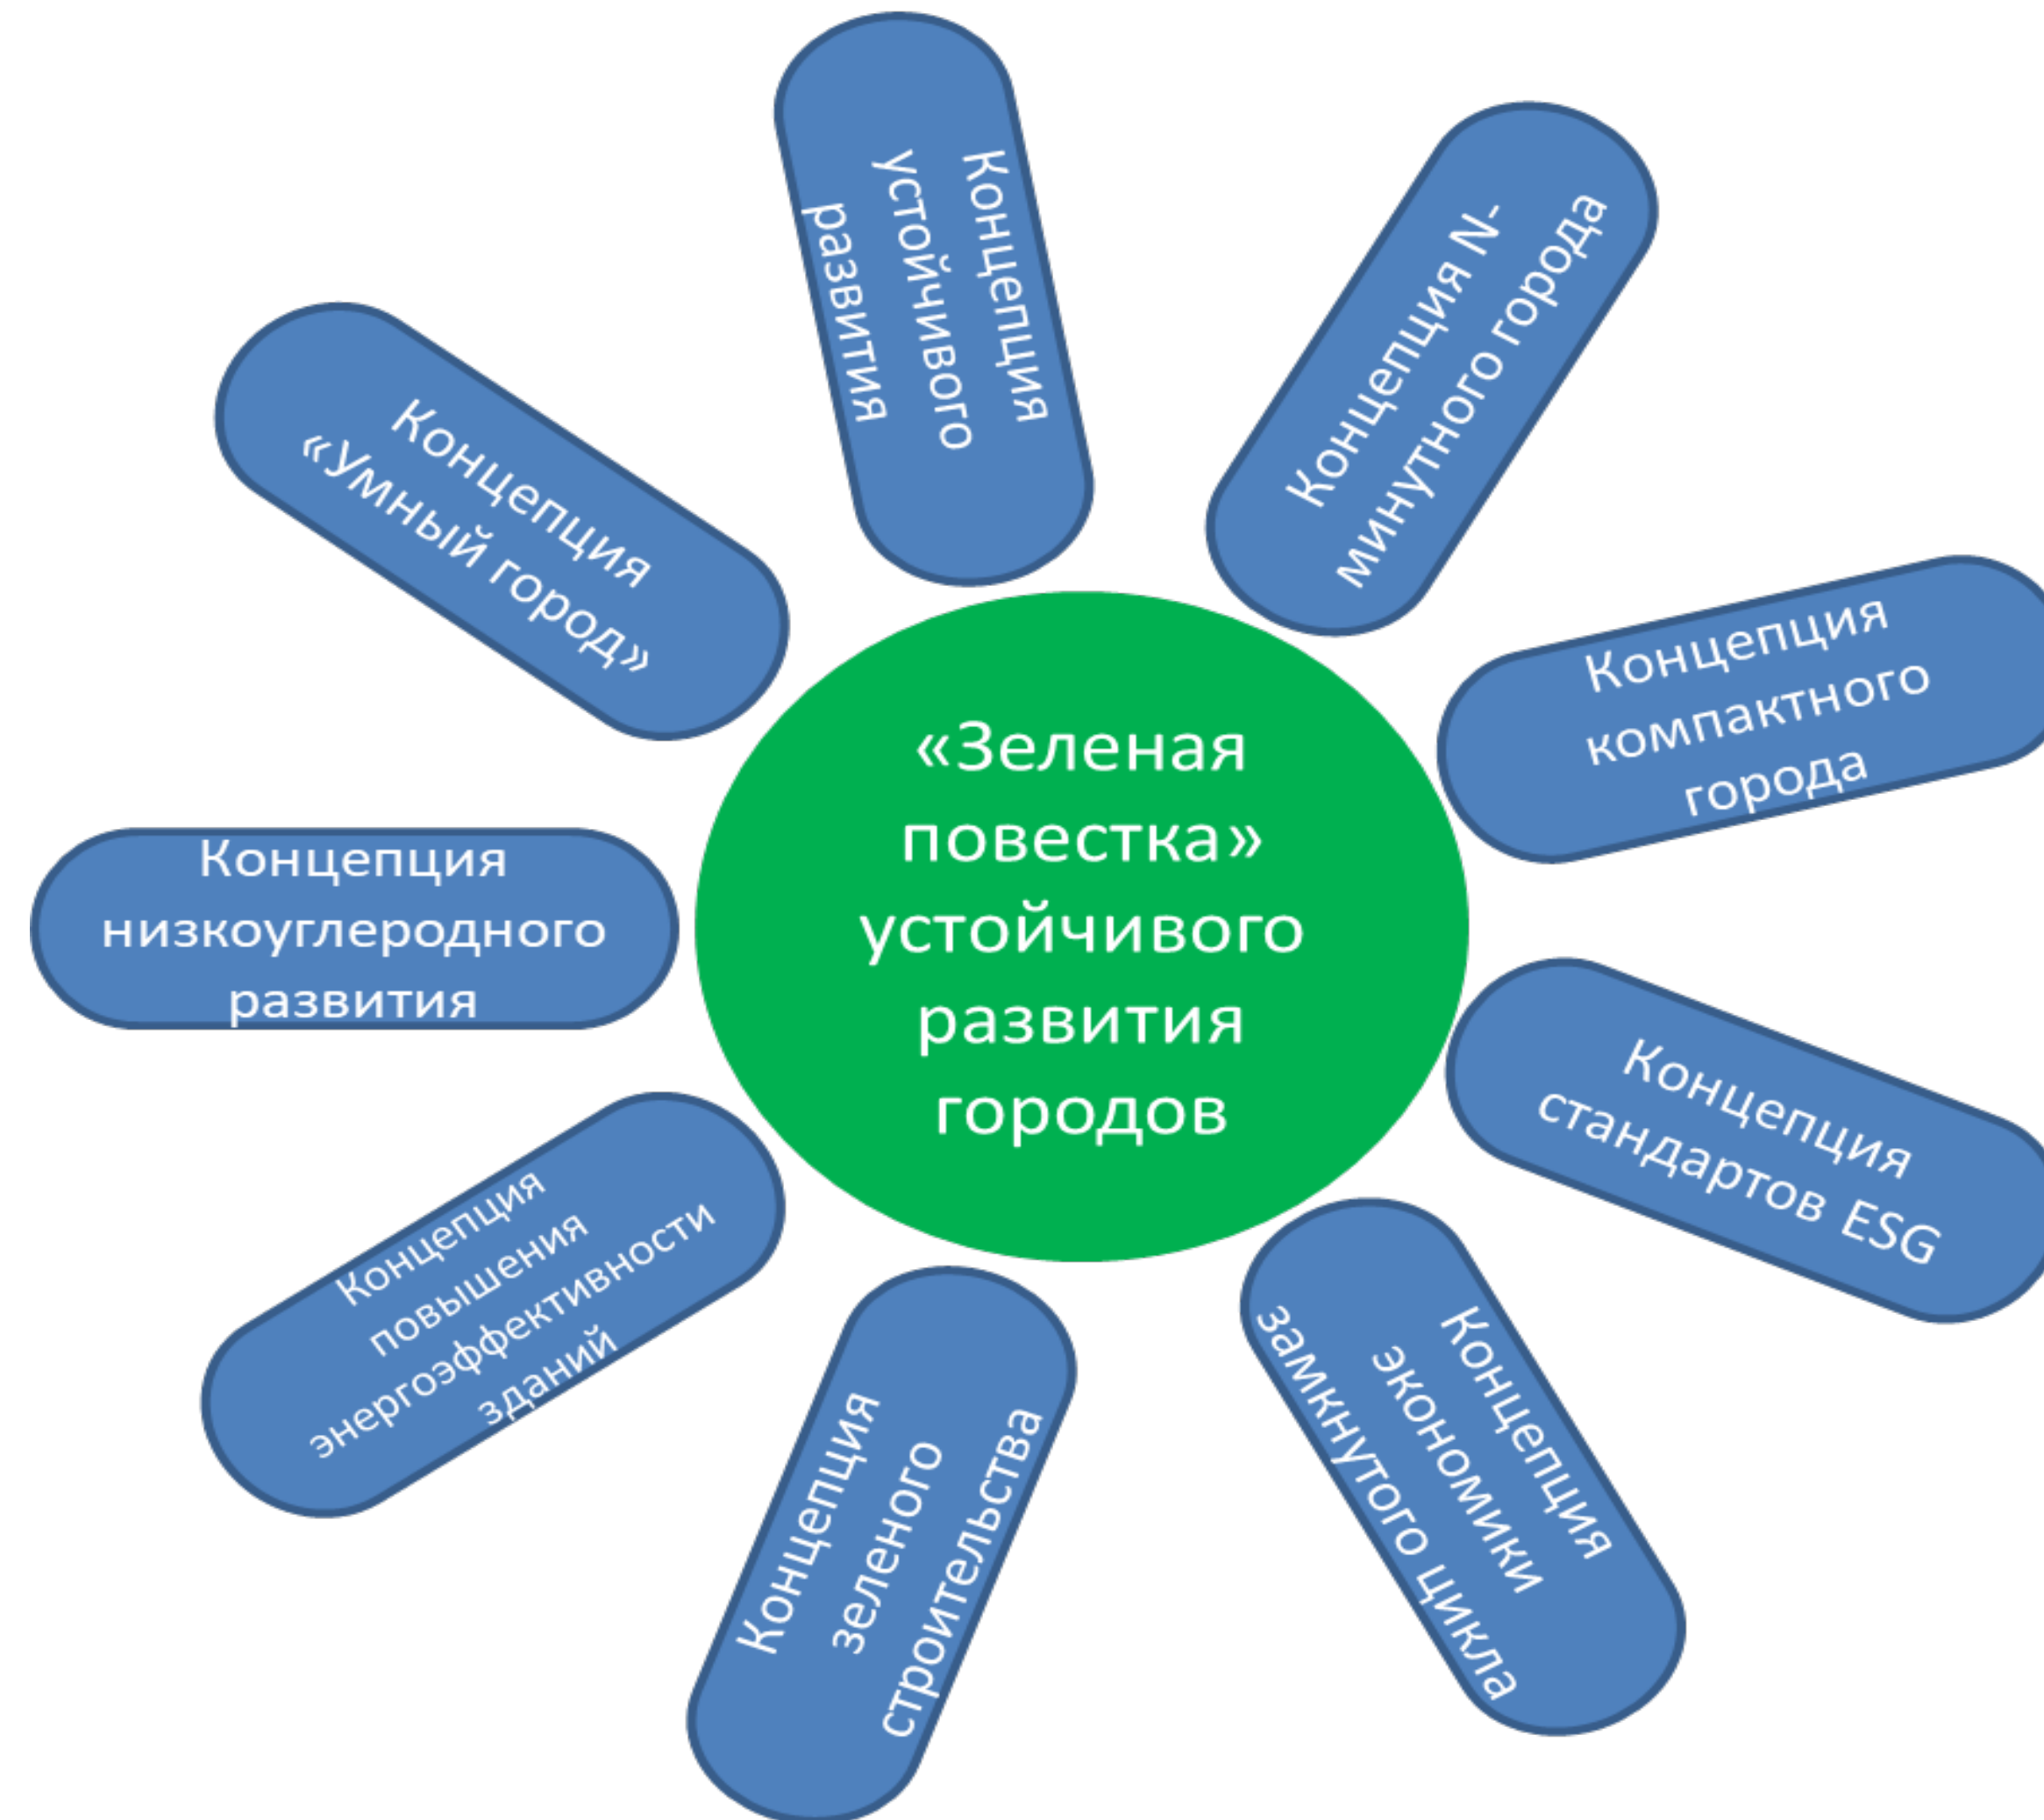 Концепция
устойчивого
развития
Концепция N-
минутного города
Концепция
компактного
города
Концепция
стандартов ESG
Концепция
экономики
замкнутого цикла
Концепция
зеленого
строительства
Концепция
повышения
энергоэффективности
зданий
Концепция
низкоуглеродного
развития
Концепция
«Умный город»
«Зеленая
повестка»
устойчивого
развития
городов